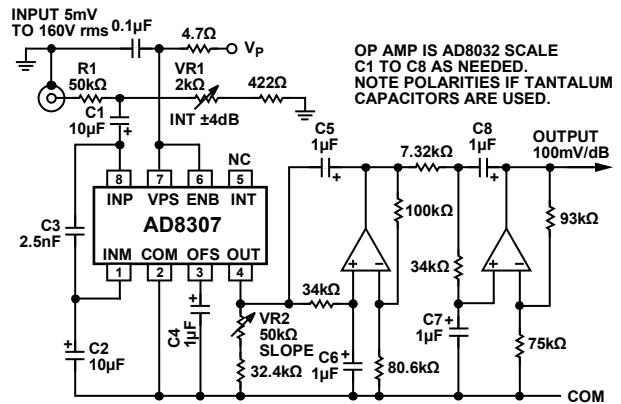 INPUT 5mV
TO 160V rms
0.1µF
4.7Ω
VP
R1
50kΩ
VR1
2kΩ
422Ω
INT ±4dB
OP AMP IS AD8032 SCALE
C1 TO C8 AS NEEDED.
NOTE POLARITIES IF TANTALUM
CAPACITORS ARE USED.
C1
10µF
+
NC
8
7
6
5
INP
VPS
ENB
INT
AD8307
INM
COM
OFS
OUT
1
2
3
4
C3
2.5nF
+
C2
10µF
C4
1µF
+
VR2
50kΩ
SLOPE
32.4kΩ
C5
1µF
+
7.32kΩ
C8
1µF
+
OUTPUT
100mV/dB
100kΩ
93kΩ
34kΩ
34kΩ
+
–
+
–
C6
1µF
+
80.6kΩ
C7
1µF
+
75kΩ
COM